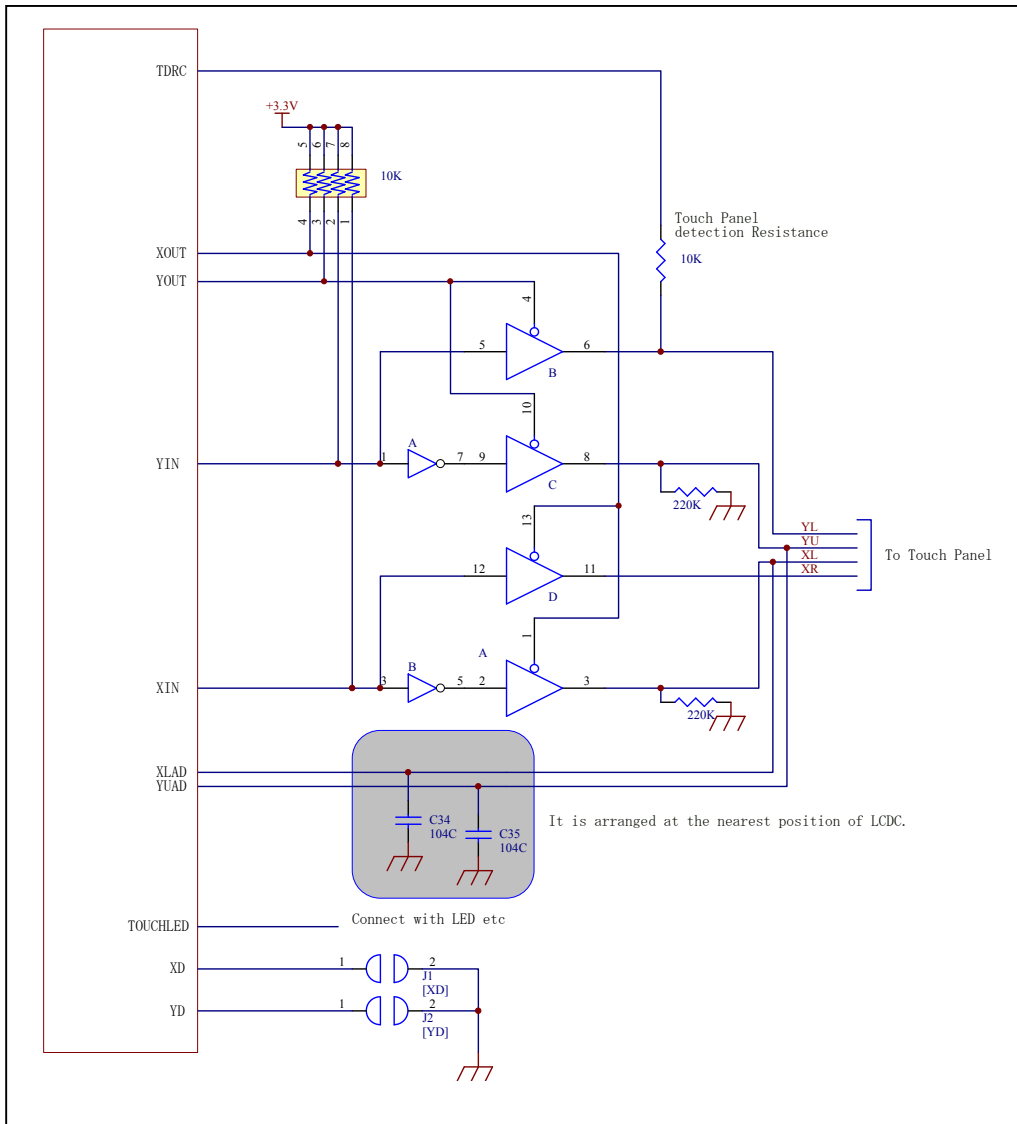 TDRC
+3.3V
5 6 7 8
10K
4 3 2 1
Touch Panel
detection Resistance
10K
XOUT
YOUT
4
5
6
B
10
A
YIN
1
7
9
8
C
220K
13
YL
YU
XL
XR
To Touch Panel
12
11
D
1
A
B
XIN
3
5
2
3
220K
XLAD
YUAD
C34
104C
C35
104C
It is arranged at the nearest position of LCDC.
Connect with LED etc
TOUCHLED
XD
1
2
J1
[XD]
YD
1
2
J2
[YD]